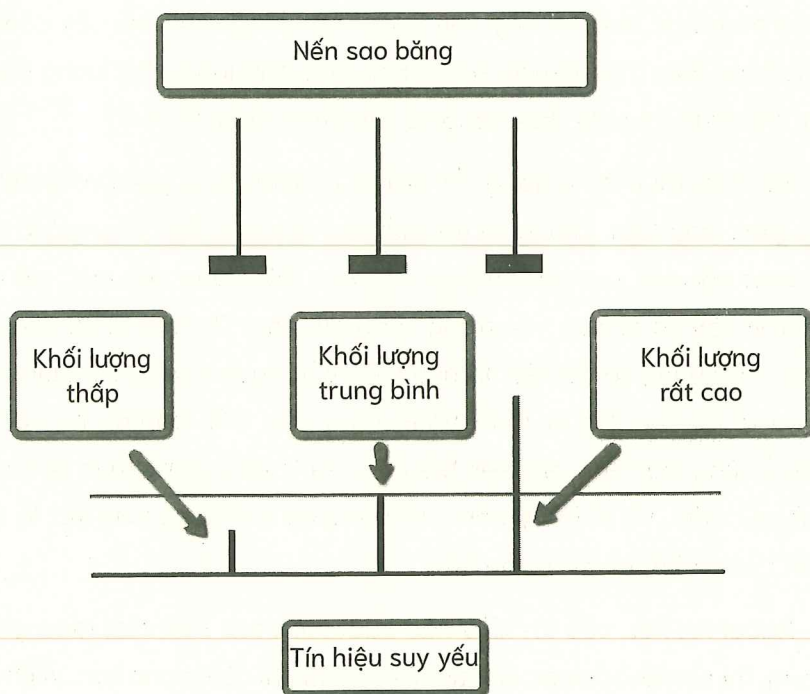 Nến sao băng
Khối lượng
thấp
Khối lượng
trung bình
Khối lượng
rất cao
Tín hiệu suy yếu